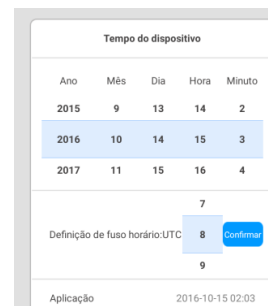 Tempo do dispositivo
Ano Mês Dia Hora Minuto
2015 9 13 14 2
2016 10 14 15 3
2017 11 15 16 4
7
Definição de fuso horário:UTC 8 Confirmar
9
Aplicação 2016-10-15 02:03